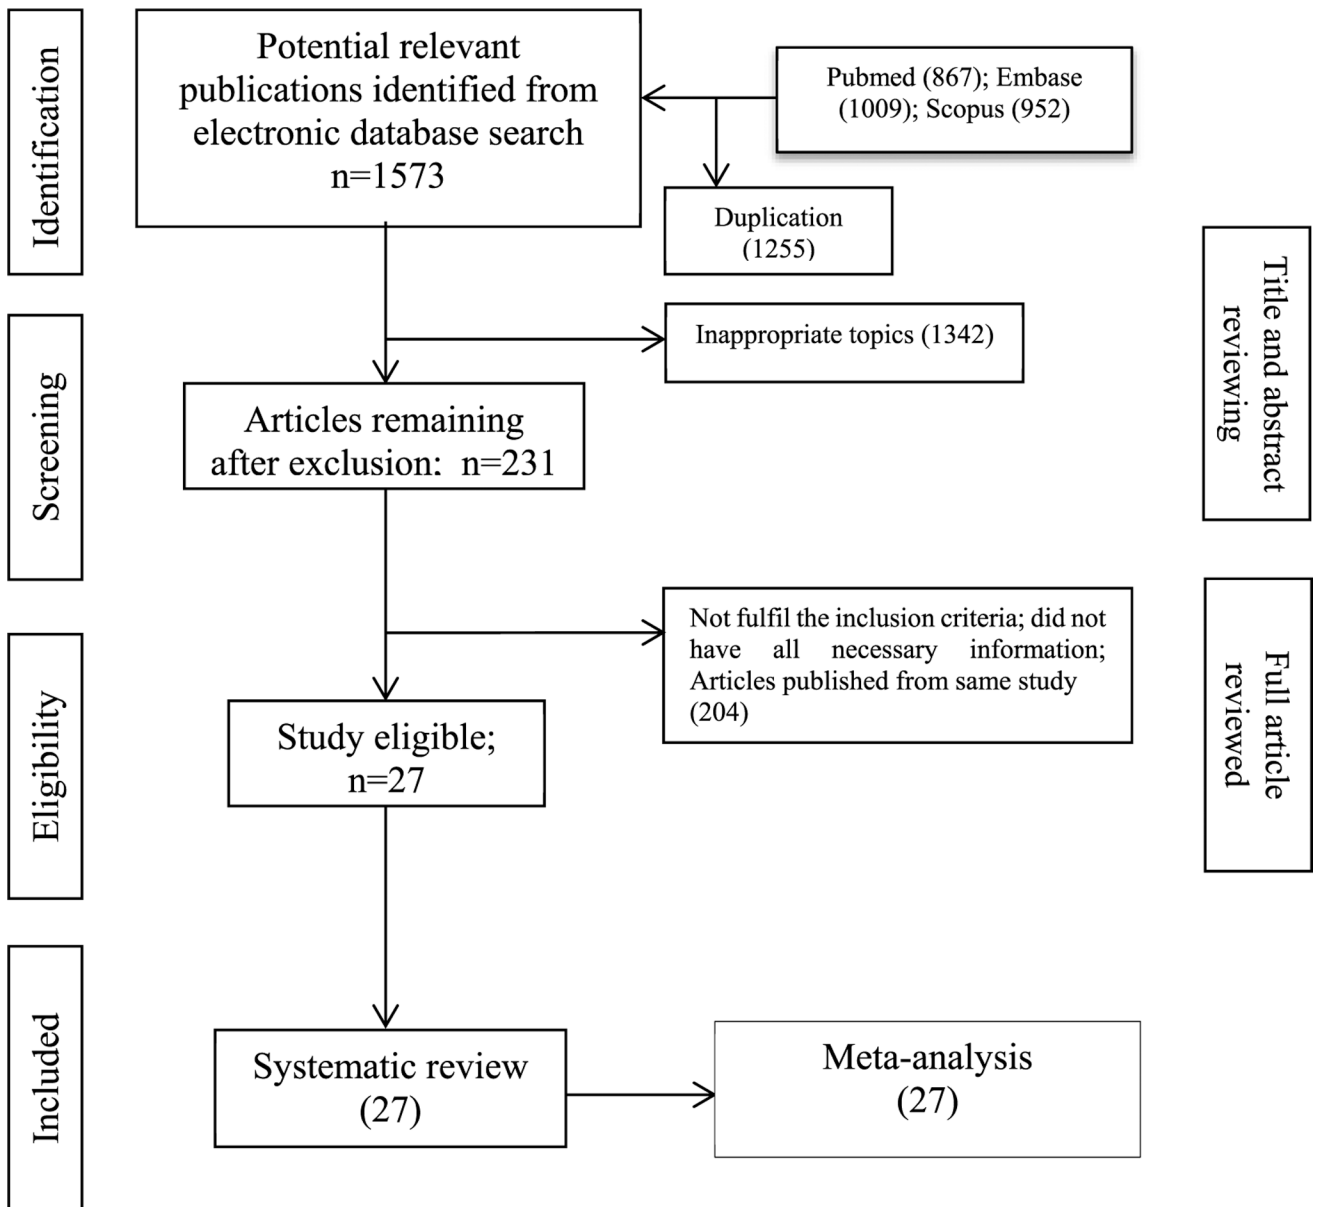 Identification
Potential relevant
publications identified from
electronic database search
n=1573
Pubmed (867); Embase
(1009); Scopus (952)
Duplication
(1255)
Title and abstract
reviewing
Screening
Inappropriate topics (1342)
Articles remaining
after exclusion: n=231
Eligibility
Not fulfil the inclusion criteria; did not
have all necessary information;
Articles published from same study
(204)
Full article
reviewed
Study eligible;
n=27
Included
Systematic review
(27)
Meta-analysis
(27)